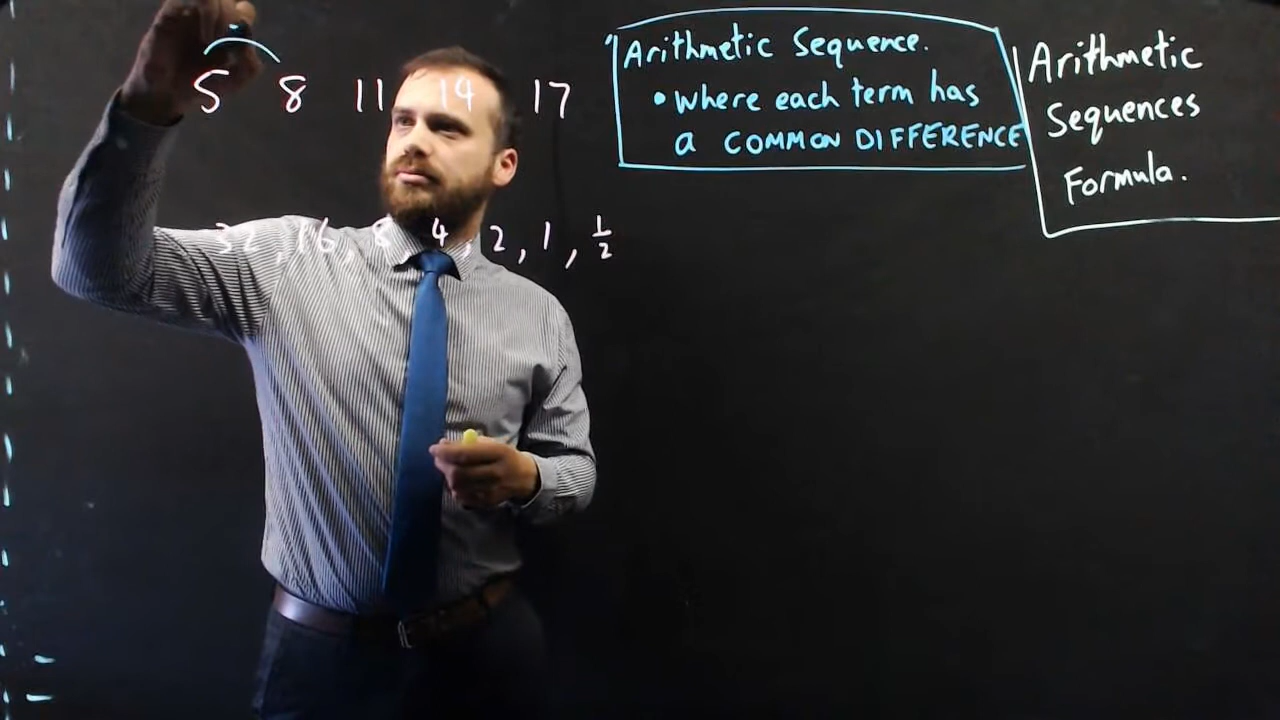 5 8 11 14 17
32, 16, 8, 4, 2, 1, 1/2
Arithmetic Sequence.
• Where each term has
a COMMON DIFFERENCE
Arithmetic
Sequences
Formula.